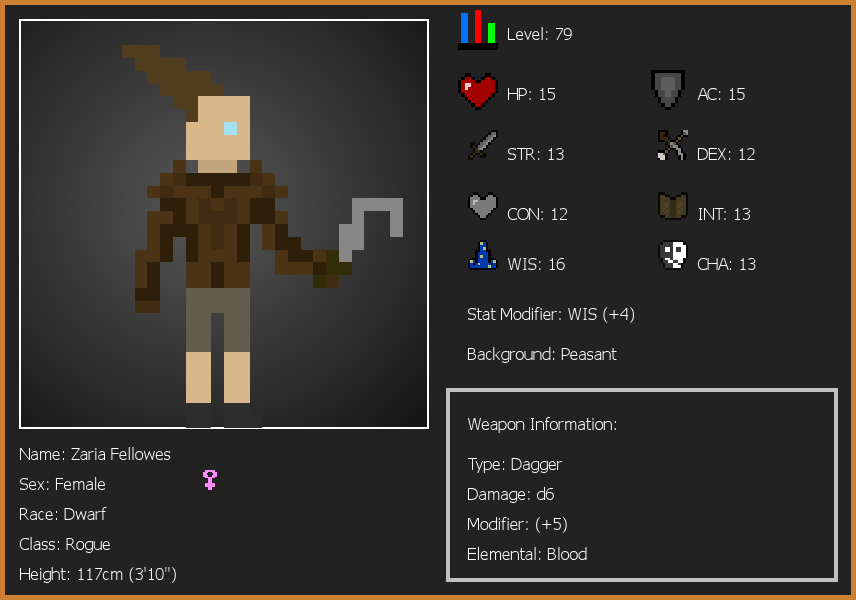 Level: 79
HP: 15
AC: 15
STR: 13
DEX: 12
CON: 12
INT: 13
WIS: 16
CHA: 13
Stat Modifier: WIS (+4)
Background: Peasant
Weapon Information:
Type: Dagger
Damage: d6
Modifier: (+5)
Elemental: Blood
Name: Zaria Fellowes
Sex: Female
Race: Dwarf
Class: Rogue
Height: 117cm (3'10")